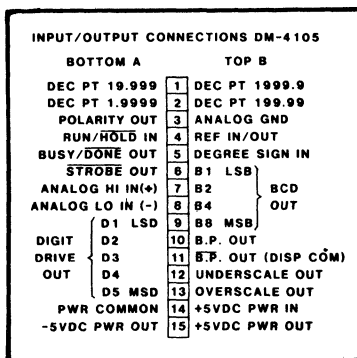 INPUT/OUTPUT CONNECTIONS DM-4105
BOTTOM A TOP B
DEC PT 19.999 1 DEC PT 1999.9
DEC PT 1.9999 2 DEC PT 199.99
POLARITY OUT 3 ANALOG GND
RUN/HOLD IN 4 REF IN/OUT
BUSY/DONE OUT 5 DEGREE SIGN IN
STROBE OUT 6 B1 LSB
ANALOG HI IN(+) 7 B2 BCD
ANALOG LO IN (-) 8 B4 OUT
D1 LSD 9 B8 MSB
DIGIT D2 10 B.P. OUT
DRIVE D3 11 B.P. OUT (DISP COM)
OUT D4 12 UNDERSCALE OUT
D5 MSD 13 OVERSCALE OUT
PWR COMMON 14 +5VDC PWR IN
-5VDC PWR OUT 15 +5VDC PWR OUT